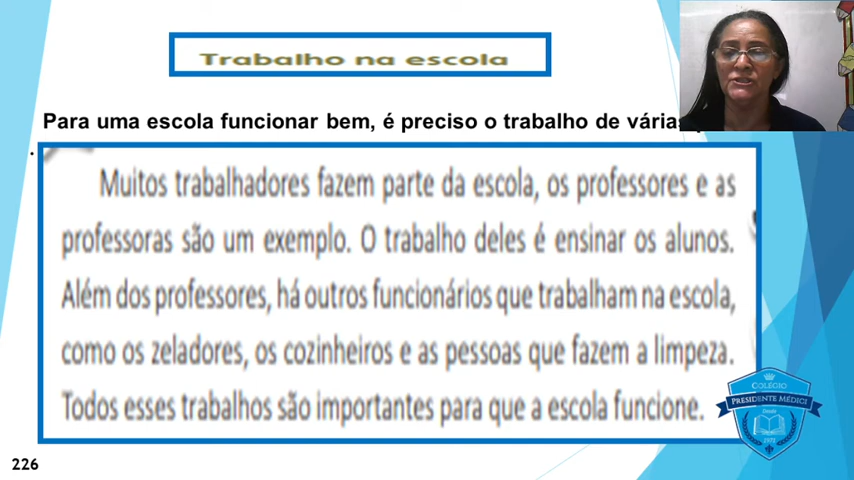 Trabalho na escola
Para uma escola funcionar bem, é preciso o trabalho de várias
.
Muitos trabalhadores fazem parte da escola, os professores e as
professoras são um exemplo. O trabalho deles é ensinar os alunos.
Além dos professores, há outros funcionários que trabalham na escola,
como os zeladores, os cozinheiros e as pessoas que fazem a limpeza.
Todos esses trabalhos são importantes para que a escola funcione.
COLÉGIO
PRESIDENTE MÉDICI
Desde
1971
226